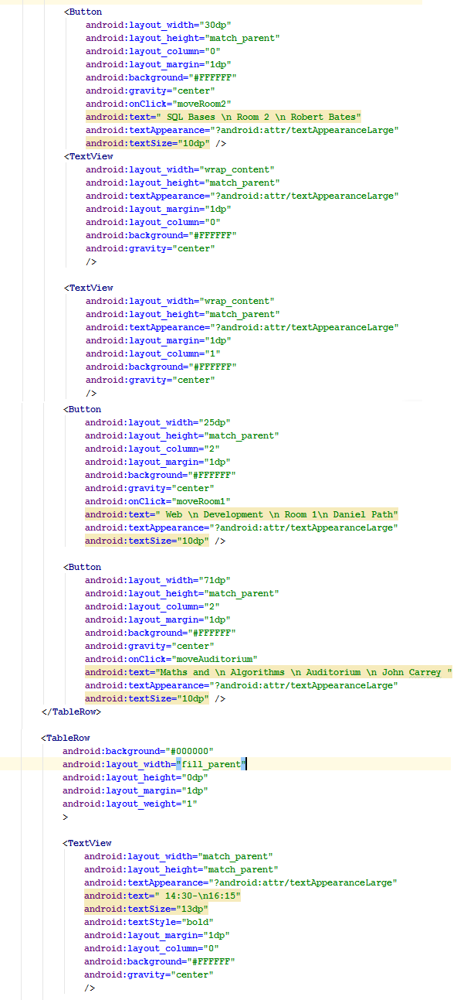 <Button
android:layout_width="30dp"
android:layout_height="match_parent"
android:layout_column="0"
android:layout_margin="1dp"
android:background="#FFFFFF"
android:gravity="center"
android:onClick="moveRoom2"
android:text=" SQL Bases \n Room 2 \n Robert Bates"
android:textAppearance="?android:attr/textAppearanceLarge"
android:textSize="10dp" />
<TextView
android:layout_width="wrap_content"
android:layout_height="match_parent"
android:textAppearance="?android:attr/textAppearanceLarge"
android:layout_margin="1dp"
android:layout_column="0"
android:background="#FFFFFF"
android:gravity="center"
/>
<TextView
android:layout_width="wrap_content"
android:layout_height="match_parent"
android:textAppearance="?android:attr/textAppearanceLarge"
android:layout_margin="1dp"
android:layout_column="1"
android:background="#FFFFFF"
android:gravity="center"
/>
<Button
android:layout_width="25dp"
android:layout_height="match_parent"
android:layout_column="2"
android:layout_margin="1dp"
android:background="#FFFFFF"
android:gravity="center"
android:onClick="moveRoom1"
android:text=" Web \n Development \n Room 1\n Daniel Path"
android:textAppearance="?android:attr/textAppearanceLarge"
android:textSize="10dp" />
<Button
android:layout_width="71dp"
android:layout_height="match_parent"
android:layout_column="2"
android:layout_margin="1dp"
android:background="#FFFFFF"
android:gravity="center"
android:onClick="moveAuditorium"
android:text="Maths and \n Algorithms \n Auditorium \n John Carrey "
android:textAppearance="?android:attr/textAppearanceLarge"
android:textSize="10dp" />
</TableRow>
<TableRow
android:background="#000000"
android:layout_width="fill_parent"
android:layout_height="0dp"
android:layout_margin="1dp"
android:layout_weight="1"
>
<TextView
android:layout_width="match_parent"
android:layout_height="match_parent"
android:textAppearance="?android:attr/textAppearanceLarge"
android:text=" 14:30-\n16:15"
android:textSize="13dp"
android:textStyle="bold"
android:layout_margin="1dp"
android:layout_column="0"
android:background="#FFFFFF"
android:gravity="center"
/>